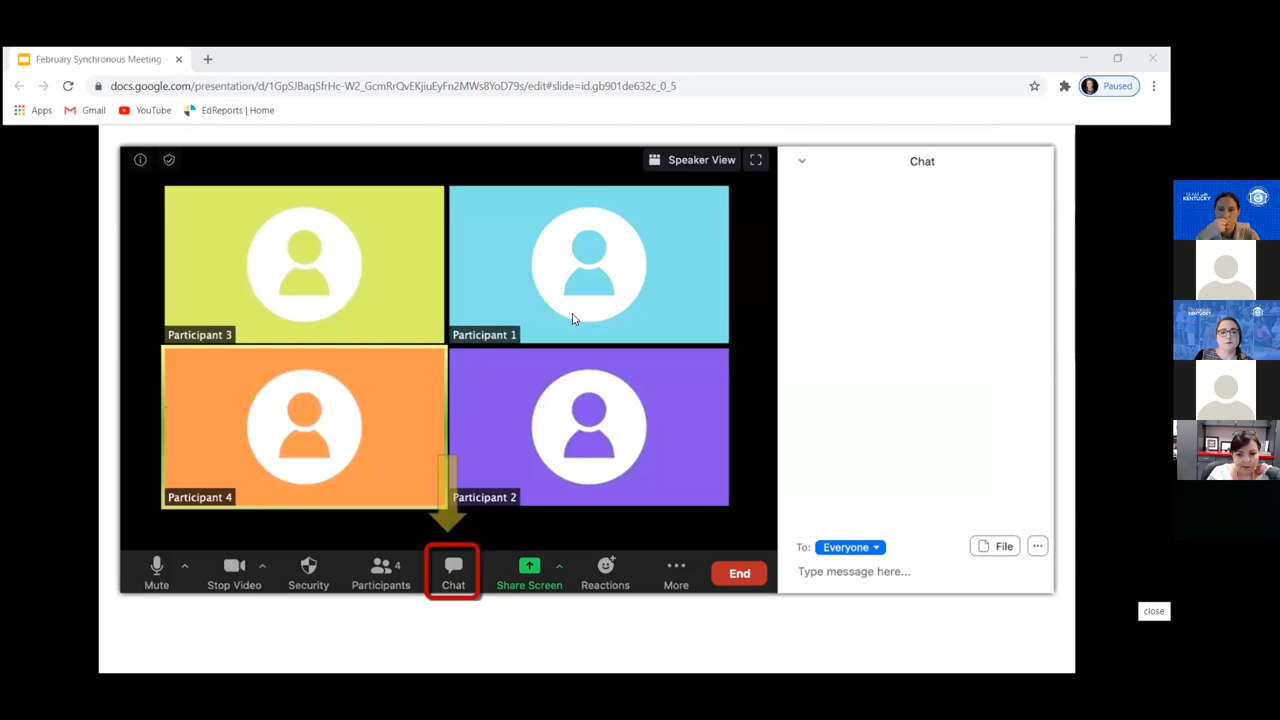 February Synchronous Meeting
docs.google.com/presentation/d/1GpSJBaqSfrHc-W2_GcmRrQvEKjiuEyFn2MWs8YoD79s/edit#slide=id.gb901de632c_0_5
Paused
Apps
Gmail
YouTube
EdReports | Home
Speaker View
Chat
Participant 3
Participant 1
Participant 4
Participant 2
Mute
Stop Video
Security
4
Participants
Chat
Share Screen
Reactions
More
End
To: Everyone
File
Type message here...
close
TEAM
KENTUCKY